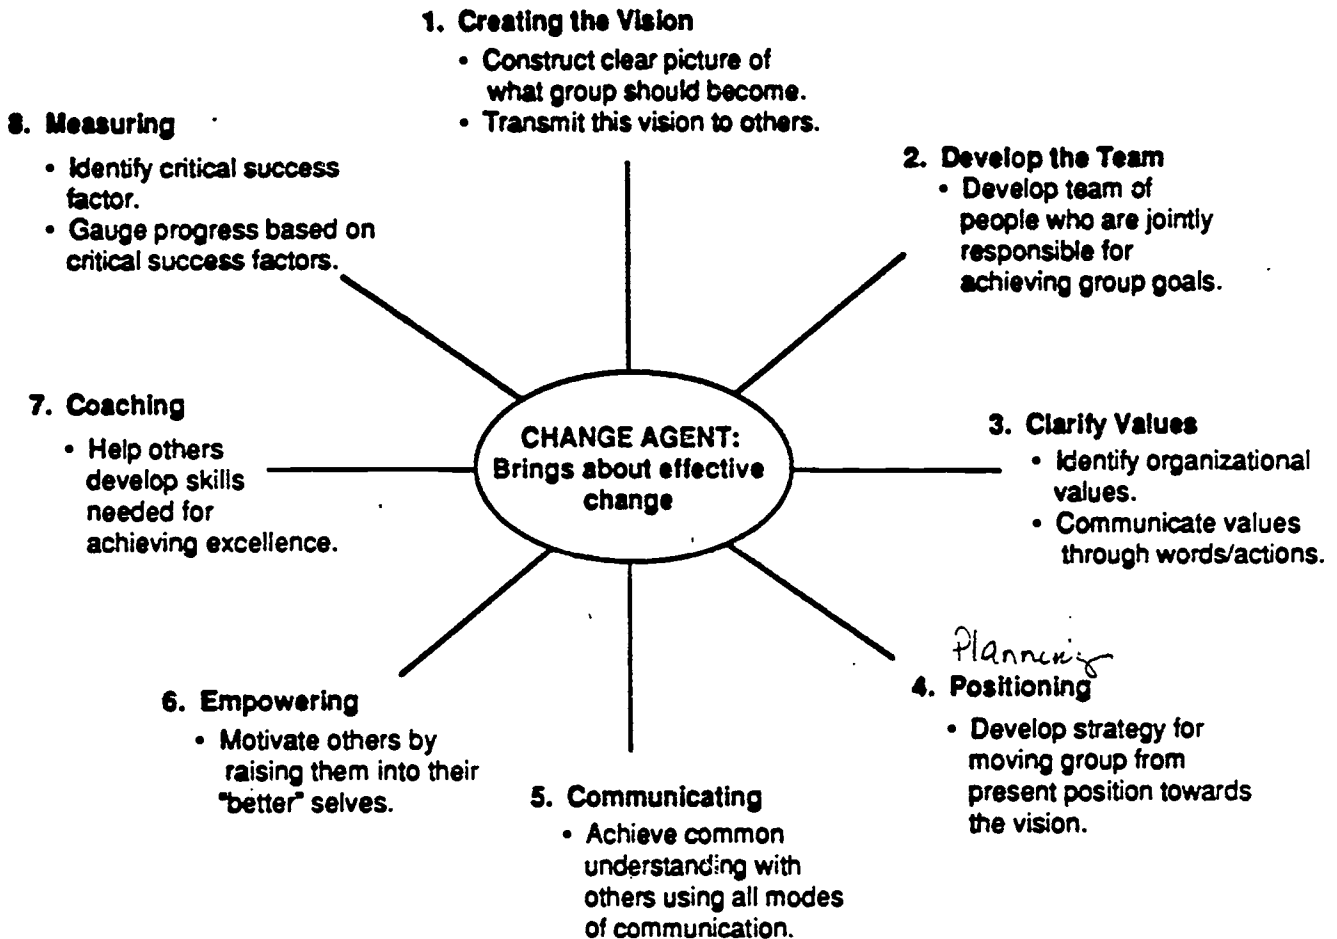 1. Creating the Vision
• Construct clear picture of
what group should become.
• Transmit this vision to others.
2. Develop the Team
• Develop team of
people who are jointly
responsible for
achieving group goals.
3. Clarify Values
• Identify organizational
values.
• Communicate values
through words/actions.
Planning
4. Positioning
• Develop strategy for
moving group from
present position towards
the vision.
5. Communicating
• Achieve common
understanding with
others using all modes
of communication.
6. Empowering
• Motivate others by
raising them into their
"better" selves.
7. Coaching
• Help others
develop skills
needed for
achieving excellence.
8. Measuring
• Identify critical success
factor.
• Gauge progress based on
critical success factors.
CHANGE AGENT:
Brings about effective
change